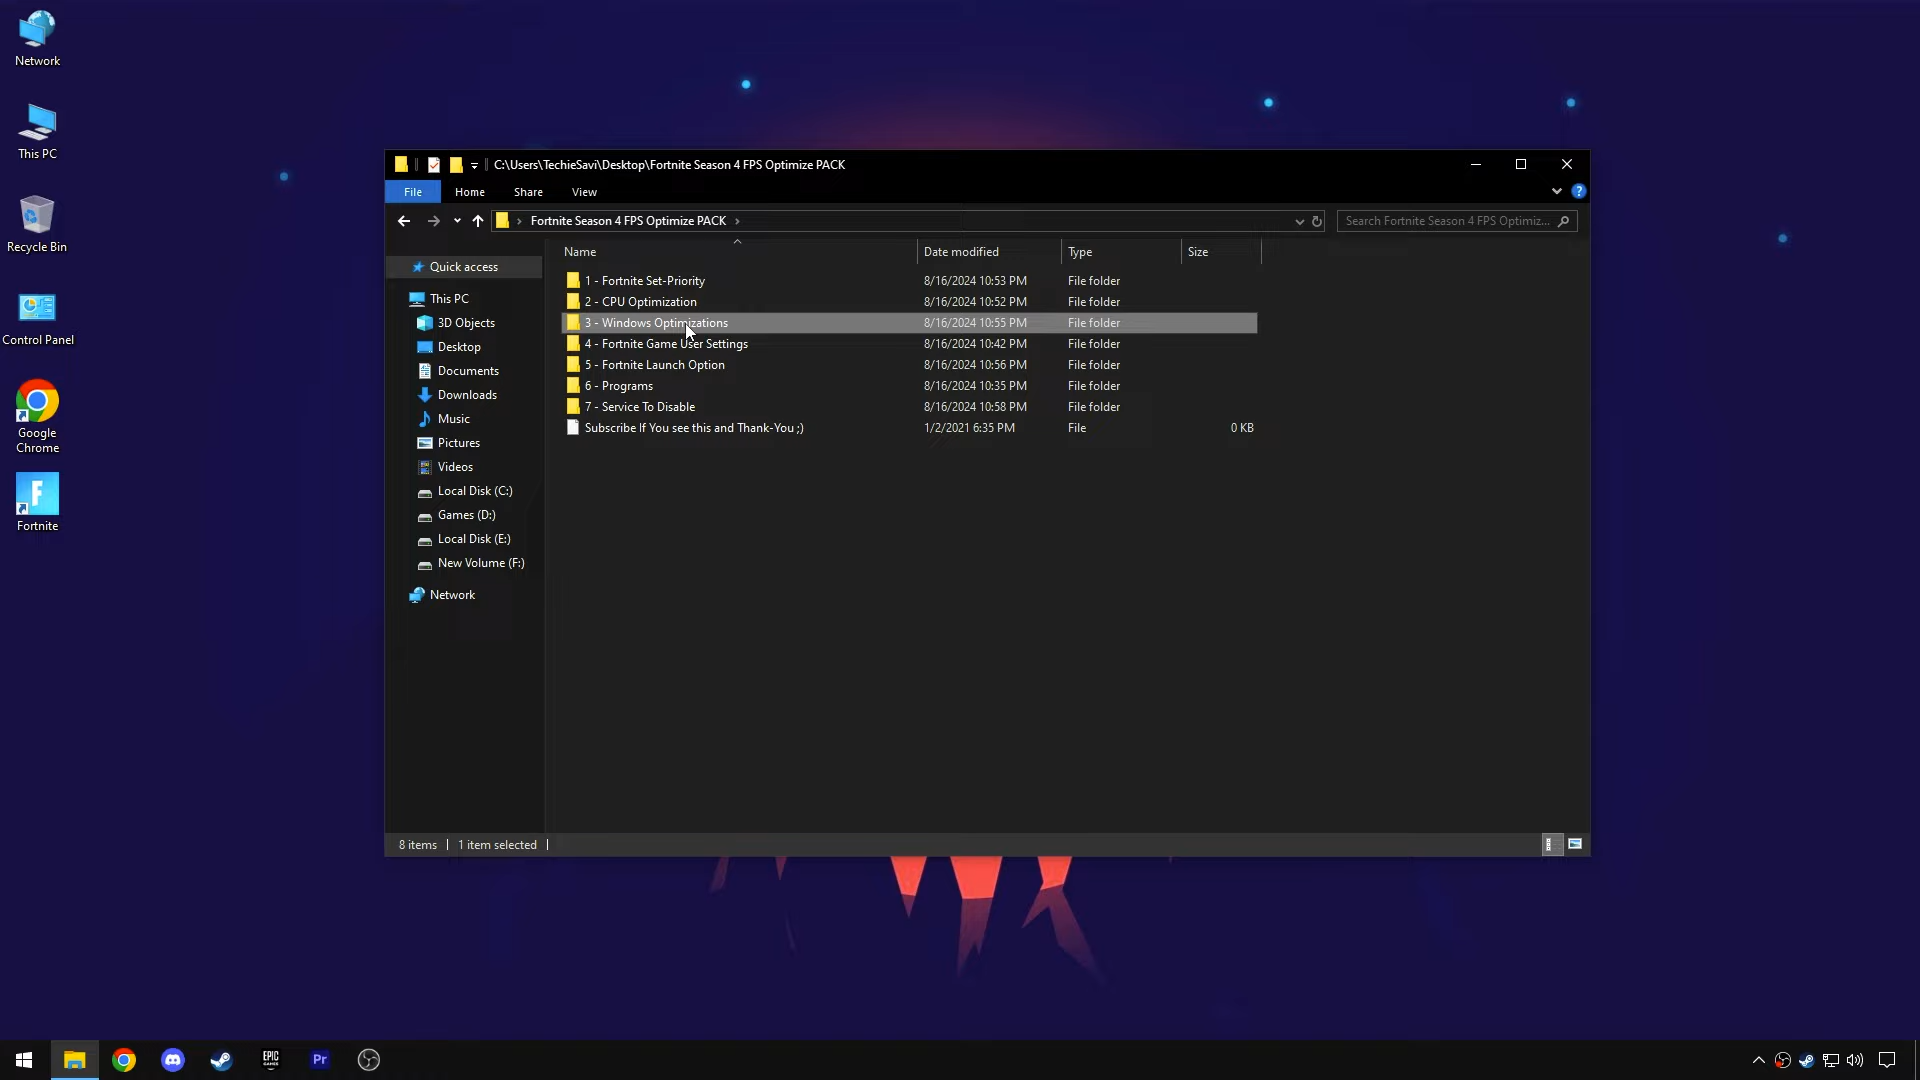 Network
This PC
Recycle Bin
Control Panel
Google
Chrome
F
Fortnite
C:\Users\TechieSavi\Desktop\Fortnite Season 4 FPS Optimize PACK
File Home Share View
?
Fortnite Season 4 FPS Optimize PACK
Search Fortnite Season 4 FPS Optimiz...
Quick access
This PC
3D Objects
Desktop
Documents
Downloads
Music
Pictures
Videos
Local Disk (C:)
Games (D:)
Local Disk (E:)
New Volume (F:)
Network
Name Date modified Type Size
1 - Fortnite Set-Priority 8/16/2024 10:53 PM File folder
2 - CPU Optimization 8/16/2024 10:52 PM File folder
3 - Windows Optimizations 8/16/2024 10:55 PM File folder
4 - Fortnite Game User Settings 8/16/2024 10:42 PM File folder
5 - Fortnite Launch Option 8/16/2024 10:56 PM File folder
6 - Programs 8/16/2024 10:35 PM File folder
7 - Service To Disable 8/16/2024 10:58 PM File folder
Subscribe If You see this and Thank-You ;) 1/2/2021 6:35 PM File 0 KB
8 items 1 item selected
EPIC
GAMES
Pr